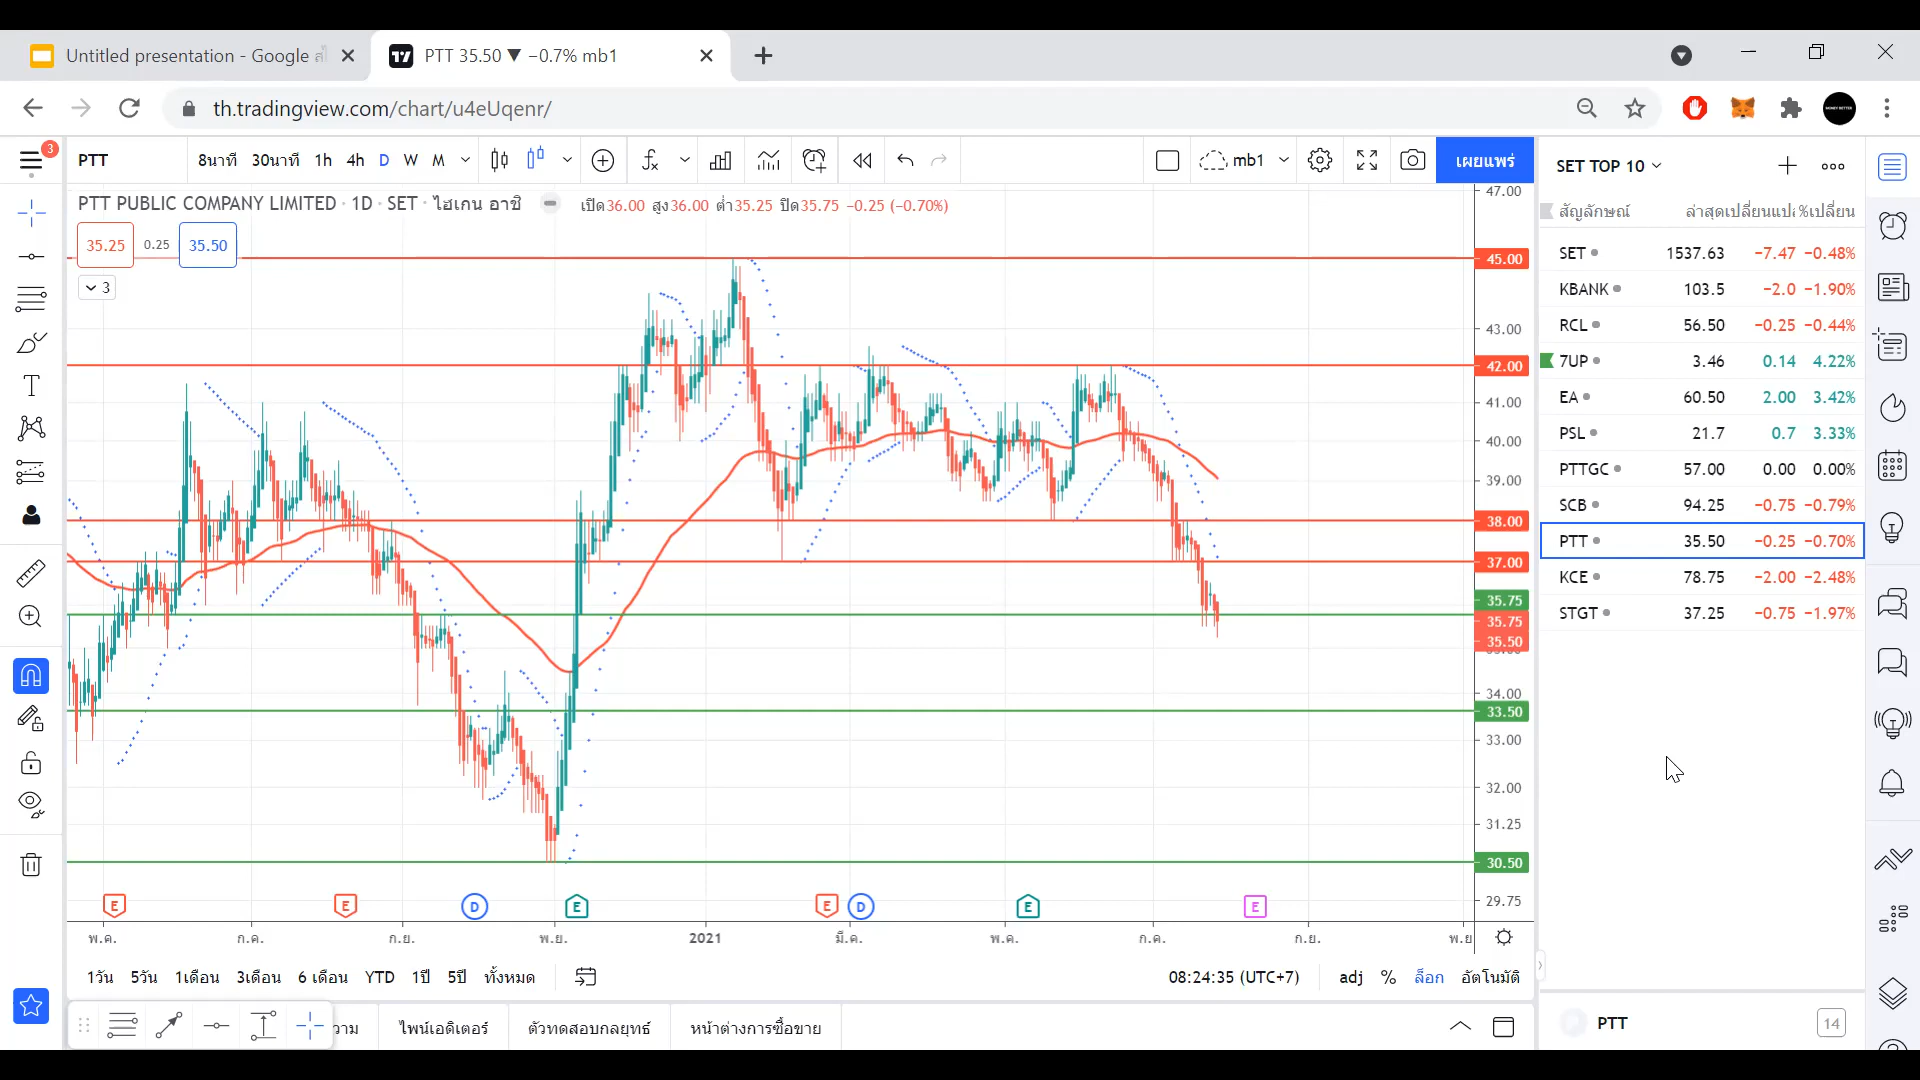 Untitled presentation - Google ส
PTT 35.50 ▼ −0.7% mb1
th.tradingview.com/chart/u4eUqenr/
3
PTT
8นาที 30นาที 1h 4h D W M
mb1
เผยแพร่
PTT PUBLIC COMPANY LIMITED · 1D · SET · ไฮเกน อาชิ
เปิด36.00 สูง36.00 ต่ำ35.25 ปิด35.75 −0.25 (−0.70%)
35.25 0.25 35.50
3
47.00
45.00
43.00
42.00
41.00
40.00
39.00
38.00
37.00
35.75
35.75
35.50
34.00
33.50
33.00
32.00
31.25
30.50
29.75
E E D E E D E E
พ.ค. ก.ค. ก.ย. พ.ย. 2021 มี.ค. พ.ค. ก.ค. ก.ย. พ.ย
1วัน 5วัน 1เดือน 3เดือน 6 เดือน YTD 1ปี 5ปี ทั้งหมด
08:24:35 (UTC+7) adj % ล็อก อัตโนมัติ
วาม ไพน์เอดิเตอร์ ตัวทดสอบกลยุทธ์ หน้าต่างการซื้อขาย
SET TOP 10
สัญลักษณ์ ล่าสุด เปลี่ยนแปล %เปลี่ยน
SET 1537.63 −7.47 −0.48%
KBANK 103.5 −2.0 −1.90%
RCL 56.50 −0.25 −0.44%
7UP 3.46 0.14 4.22%
EA 60.50 2.00 3.42%
PSL 21.7 0.7 3.33%
PTTGC 57.00 0.00 0.00%
SCB 94.25 −0.75 −0.79%
PTT 35.50 −0.25 −0.70%
KCE 78.75 −2.00 −2.48%
STGT 37.25 −0.75 −1.97%
PTT 14